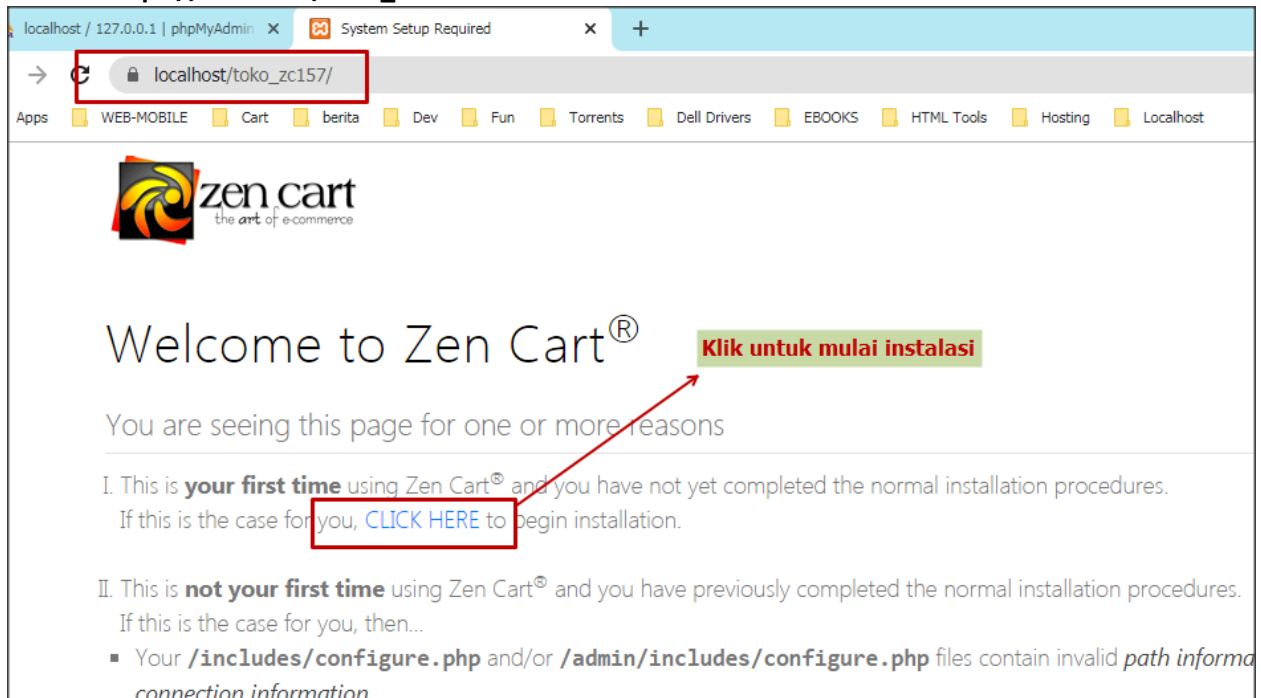 localhost / 127.0.0.1 | phpMyAdmin
System Setup Required
localhost/toko_zc157/
Apps WEB-MOBILE Cart berita Dev Fun Torrents Dell Drivers EBOOKS HTML Tools Hosting Localhost
zen cart
the art of e-commerce
Welcome to Zen Cart®
Klik untuk mulai instalasi
You are seeing this page for one or more reasons
I. This is your first time using Zen Cart® and you have not yet completed the normal installation procedures.
If this is the case for you, CLICK HERE to begin installation.
II. This is not your first time using Zen Cart® and you have previously completed the normal installation procedures.
If this is the case for you, then...
▪ Your /includes/configure.php and/or /admin/includes/configure.php files contain invalid path informa
connection information